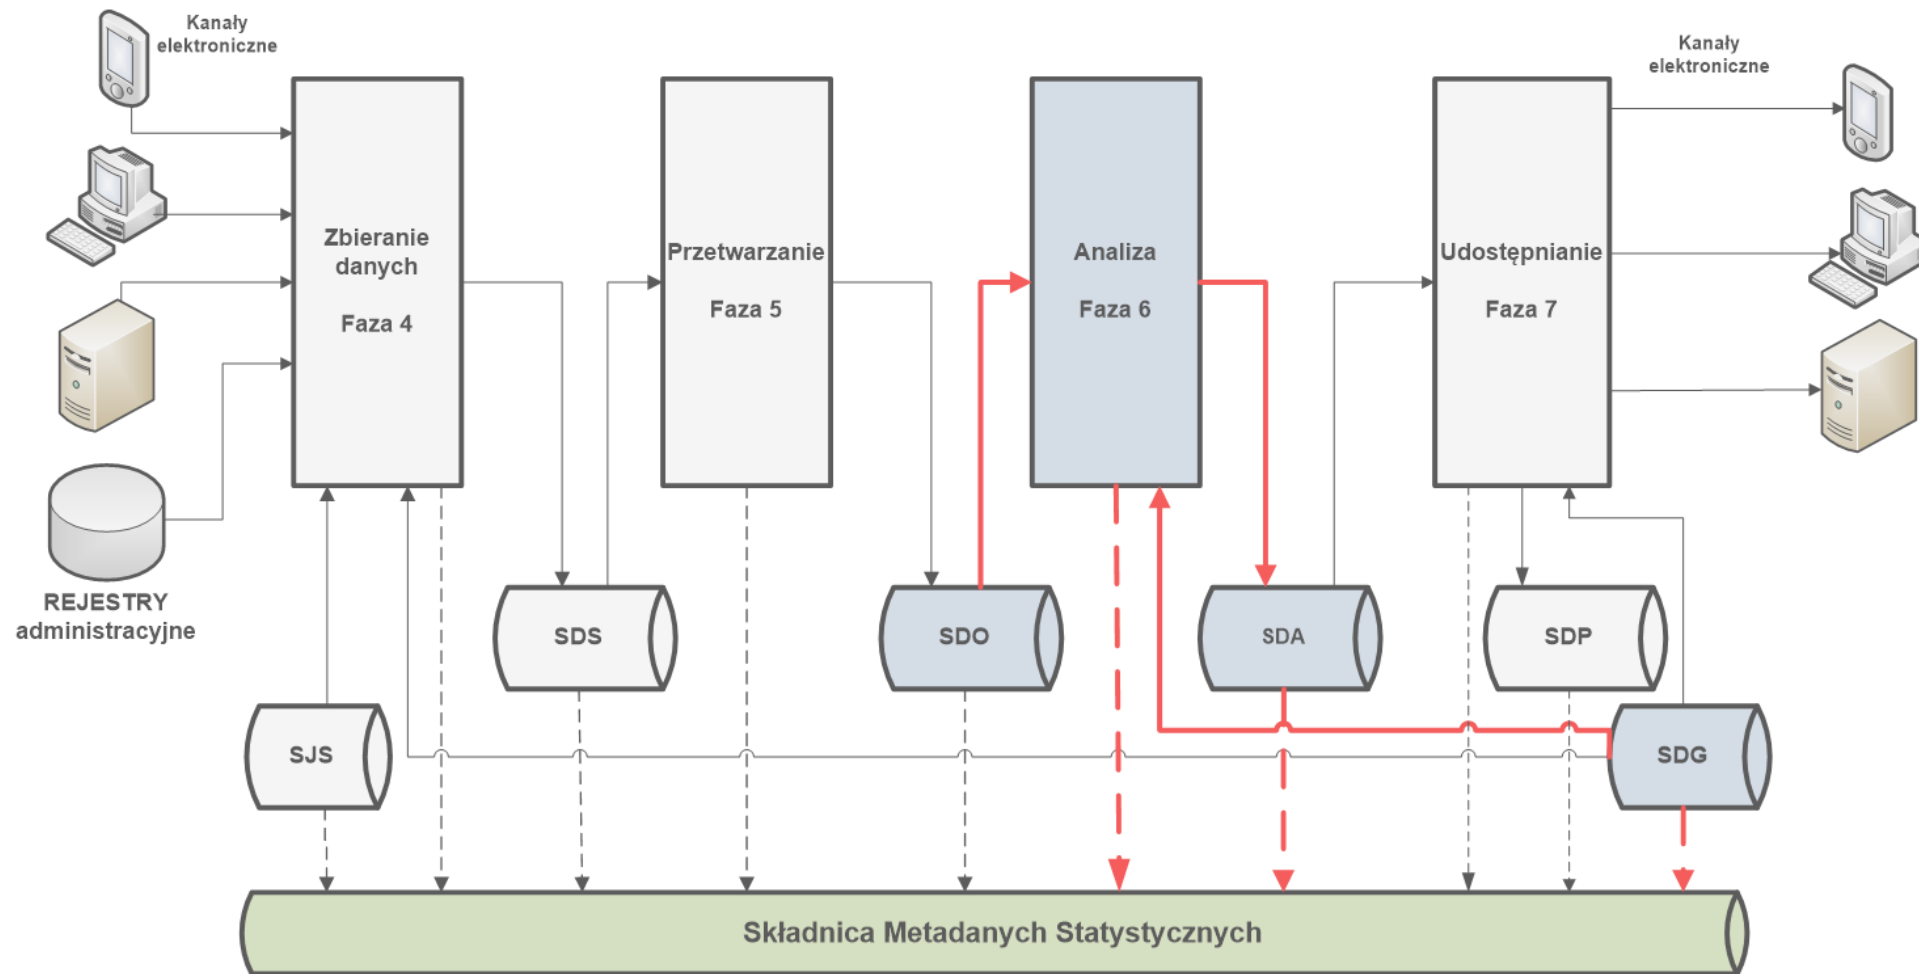 Kanały
elektroniczne
Kanały
elektroniczne
Zbieranie
danych
Faza 4
Przetwarzanie
Faza 5
Analiza
Faza 6
Udostępnianie
Faza 7
REJESTRY
administracyjne
SDS
SDO
SDA
SDP
SJS
SDG
Składnica Metadanych Statystycznych